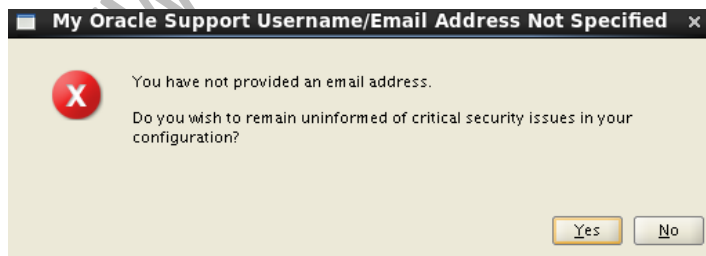 My Oracle Support Username/Email Address Not Specified
You have not provided an email address.
Do you wish to remain uninformed of critical security issues in your
configuration?
Yes No